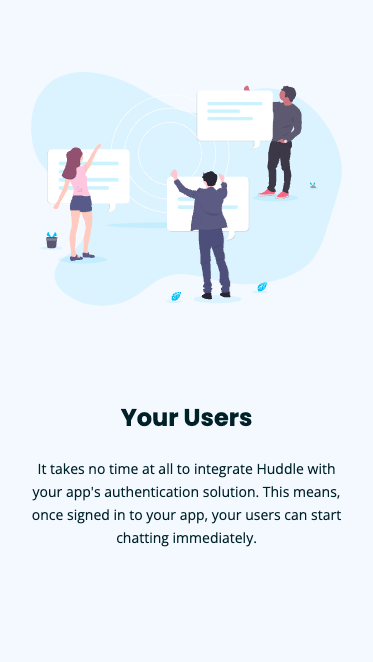 Your Users
It takes no time at all to integrate Huddle with
your app's authentication solution. This means,
once signed in to your app, your users can start
chatting immediately.